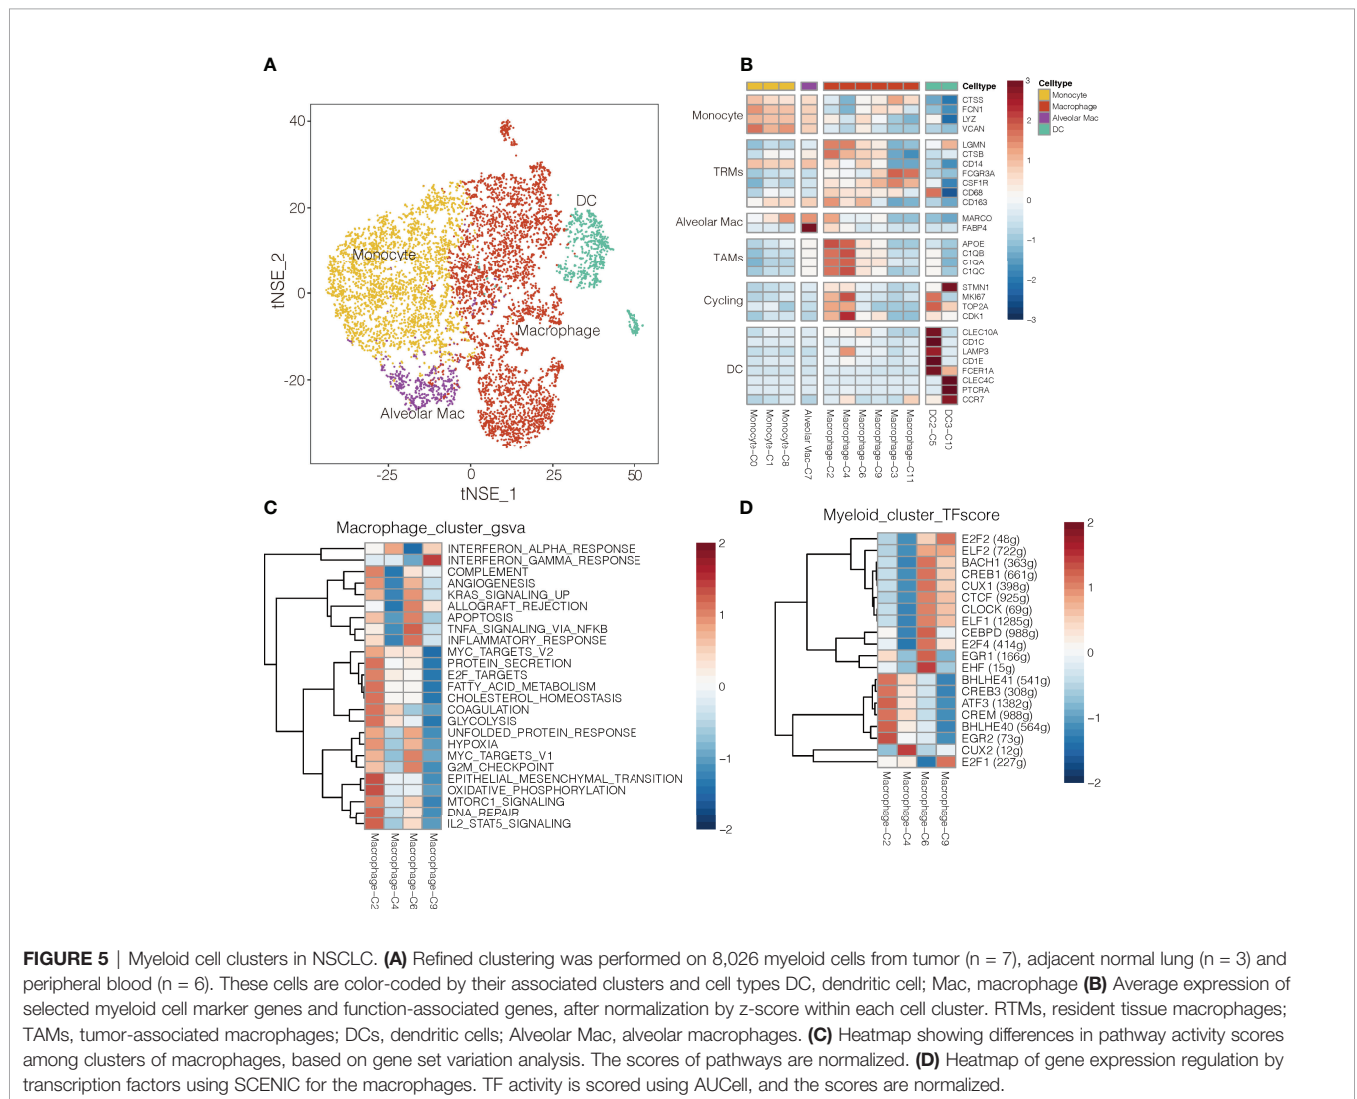 A
40
20
0
-20
tNSE_2
-25
0
25
50
tNSE_1
Monocyte
DC
Macrophage
Alveolar Mac
B
Celltype
Monocyte
TRMs
Alveolar Mac
TAMs
Cycling
DC
CTSS
FCN1
LYZ
VCAN
LGMN
CTSB
CD14
FCGR3A
CSF1R
CD68
CD163
MARCO
FABP4
APOE
C1QB
C1QA
C1QC
STMN1
MKI67
TOP2A
CDK1
CLEC10A
CD1C
LAMP3
CD1E
FCER1A
CLEC4C
PTCRA
CCR7
Monocyte-C0
Monocyte-C1
Monocyte-C8
Alveolar Mac-C7
Macrophage-C2
Macrophage-C4
Macrophage-C6
Macrophage-C9
Macrophage-C3
Macrophage-C11
DC2-C5
DC3-C10
3
2
1
0
−1
−2
−3
Celltype
Monocyte
Macrophage
Alveolar Mac
DC
C
Macrophage_cluster_gsva
INTERFERON_ALPHA_RESPONSE
INTERFERON_GAMMA_RESPONSE
COMPLEMENT
ANGIOGENESIS
KRAS_SIGNALING_UP
ALLOGRAFT_REJECTION
APOPTOSIS
TNFA_SIGNALING_VIA_NFKB
INFLAMMATORY_RESPONSE
MYC_TARGETS_V2
PROTEIN_SECRETION
E2F_TARGETS
FATTY_ACID_METABOLISM
CHOLESTEROL_HOMEOSTASIS
COAGULATION
GLYCOLYSIS
UNFOLDED_PROTEIN_RESPONSE
HYPOXIA
MYC_TARGETS_V1
G2M_CHECKPOINT
EPITHELIAL_MESENCHYMAL_TRANSITION
OXIDATIVE_PHOSPHORYLATION
MTORC1_SIGNALING
DNA_REPAIR
IL2_STAT5_SIGNALING
Macrophage-C2
Macrophage-C4
Macrophage-C6
Macrophage-C9
2
1
0
−1
−2
D
Myeloid_cluster_TFscore
E2F2 (48g)
ELF2 (722g)
BACH1 (363g)
CREB1 (661g)
CUX1 (398g)
CTCF (925g)
CLOCK (69g)
ELF1 (1285g)
CEBPD (988g)
E2F4 (414g)
EGR1 (166g)
EHF (15g)
BHLHE41 (541g)
CREB3 (308g)
ATF3 (1382g)
CREM (988g)
BHLHE40 (564g)
EGR2 (73g)
CUX2 (12g)
E2F1 (227g)
Macrophage-C2
Macrophage-C4
Macrophage-C6
Macrophage-C9
2
1
0
−1
−2
FIGURE 5 | Myeloid cell clusters in NSCLC. (A) Refined clustering was performed on 8,026 myeloid cells from tumor (n = 7), adjacent normal lung (n = 3) and
peripheral blood (n = 6). These cells are color-coded by their associated clusters and cell types DC, dendritic cell; Mac, macrophage (B) Average expression of
selected myeloid cell marker genes and function-associated genes, after normalization by z-score within each cell cluster. RTMs, resident tissue macrophages;
TAMs, tumor-associated macrophages; DCs, dendritic cells; Alveolar Mac, alveolar macrophages. (C) Heatmap showing differences in pathway activity scores
among clusters of macrophages, based on gene set variation analysis. The scores of pathways are normalized. (D) Heatmap of gene expression regulation by
transcription factors using SCENIC for the macrophages. TF activity is scored using AUCell, and the scores are normalized.